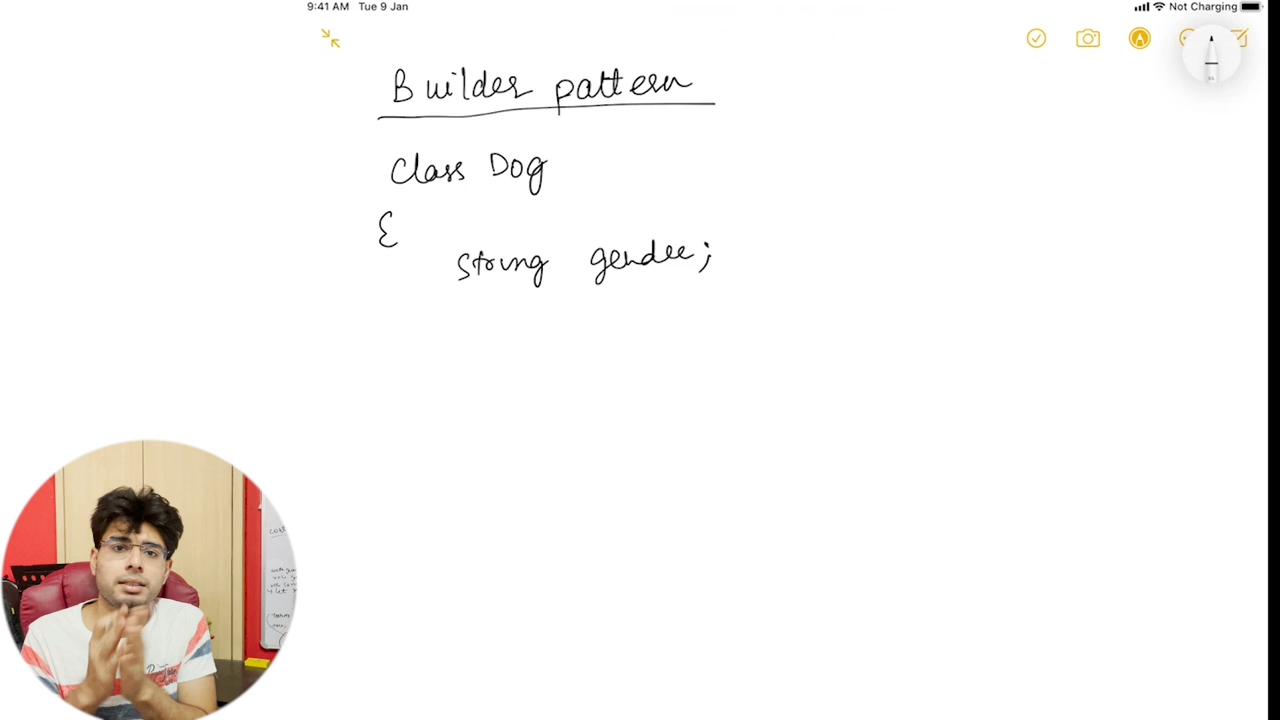 9:41 AM Tue 9 Jan
Not Charging
Builder pattern
Class Dog
{
string gender;